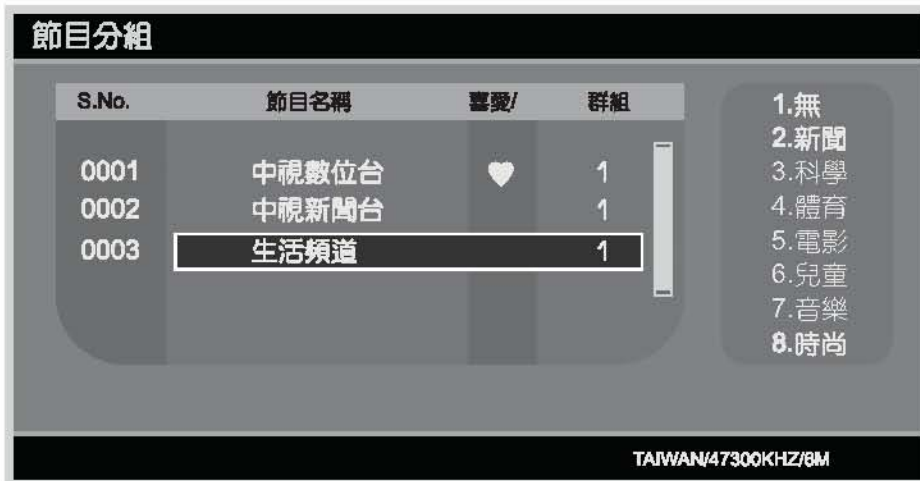 節目分組
S.No. 節目名稱 喜愛/ 群組
0001 中視數位台 1
0002 中視新聞台 1
0003 生活頻道 1
1.無
2.新聞
3.科學
4.體育
5.電影
6.兒童
7.音樂
8.時尚
TAIWAN/47300KHZ/6M